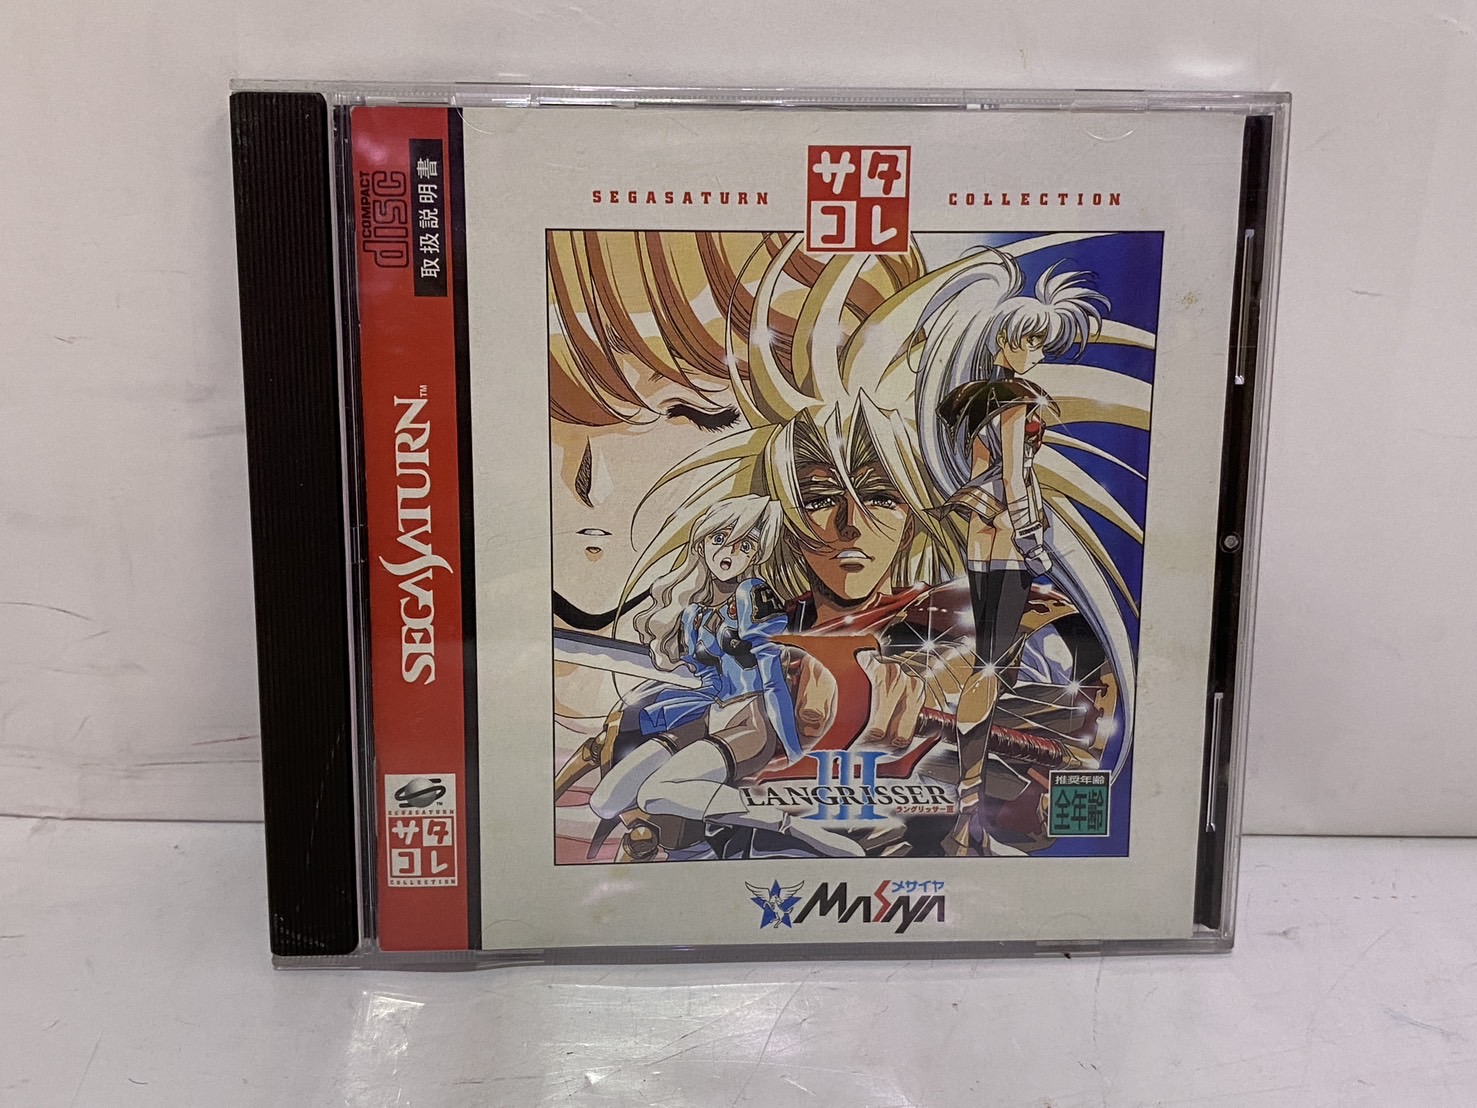 COMPACT
disc
取扱説明書
SEGASATURN™
SEGASATURN
サタ
コレ
COLLECTION
SEGASATURN
サタ
コレ
COLLECTION
L
III
LANGRISSER
ラングリッサーIII
推奨年齢
全年齢
メサイヤ
MASAYA